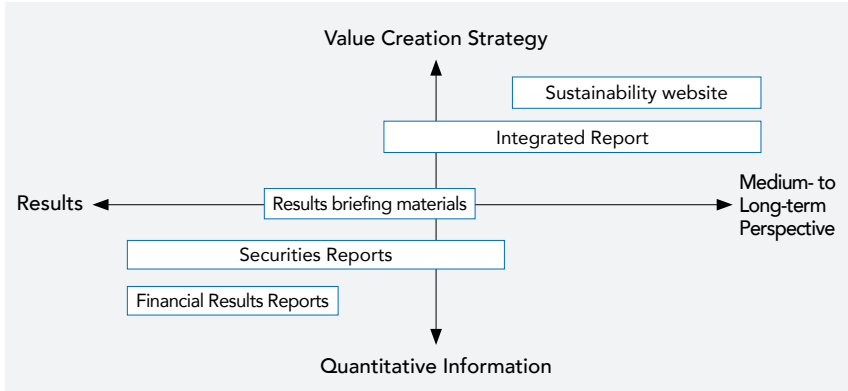 Value Creation Strategy
Sustainability website
Integrated Report
Results
Results briefing materials
Medium- to
Long-term
Perspective
Securities Reports
Financial Results Reports
Quantitative Information